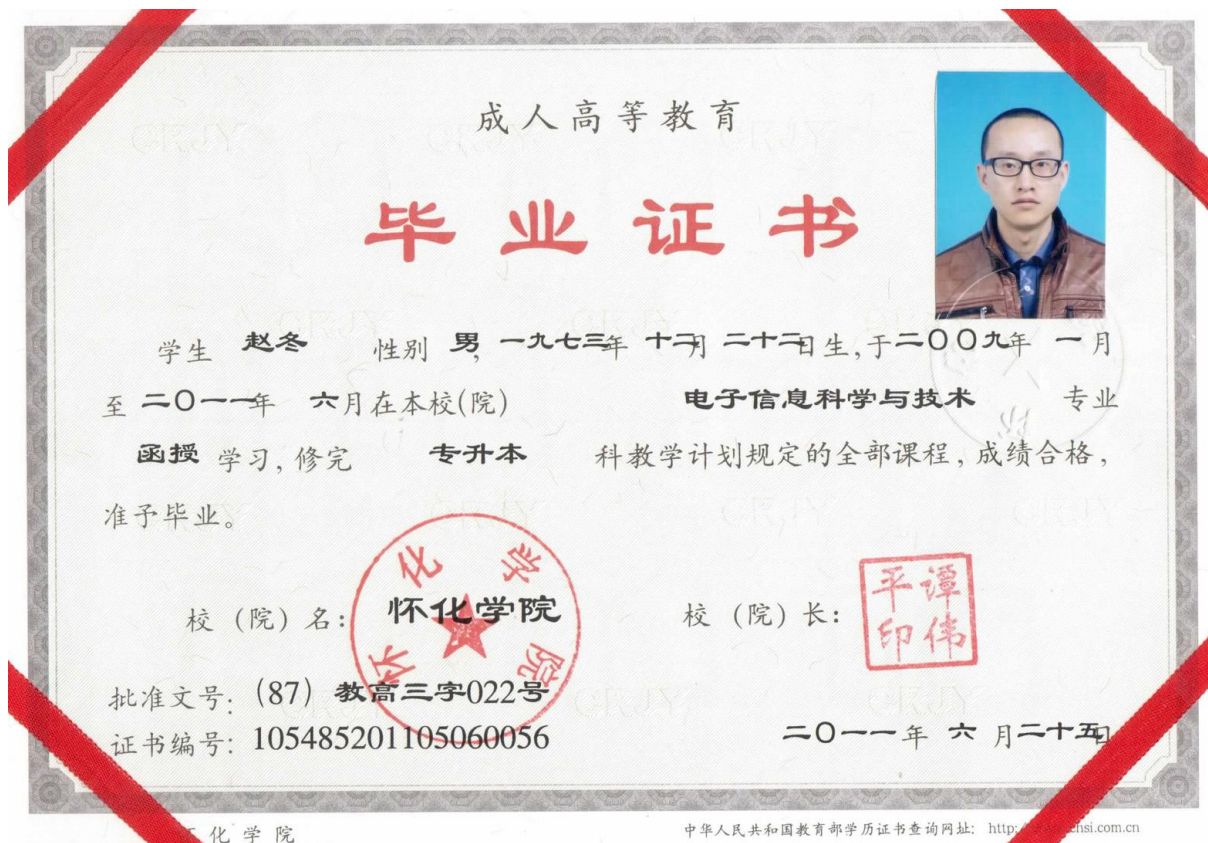 成人高等教育
毕业证书
学生 赵冬 性别 男, 一九七三年 十二月 二十二日生,于二〇〇九年 一月
至 二〇一一年 六月在本校(院) 电子信息科学与技术 专业
函授 学习, 修完 专升本 科教学计划规定的全部课程, 成绩合格,
准予毕业。
怀化学院
校 (院) 名: 怀化学院 校 (院) 长: 谭伟平印
批准文号: (87) 教高三字022号
证书编号: 105485201105060056 二〇一一年 六 月二十五日
化学院 中华人民共和国教育部学历证书查询网址: http: